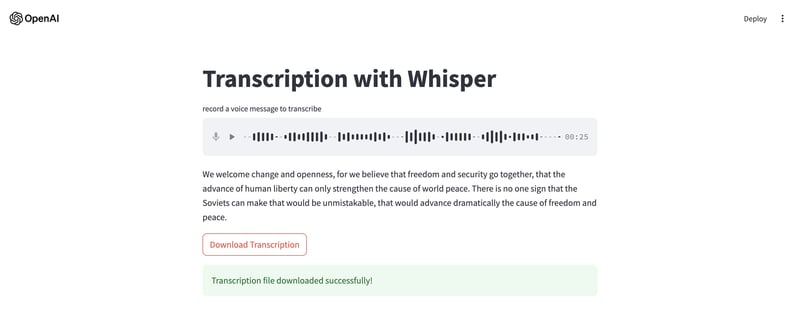 OpenAI
Deploy
Transcription with Whisper
record a voice message to transcribe
00:25
We welcome change and openness, for we believe that freedom and security go together, that the
advance of human liberty can only strengthen the cause of world peace. There is no one sign that the
Soviets can make that would be unmistakable, that would advance dramatically the cause of freedom and
peace.
Download Transcription
Transcription file downloaded successfully!